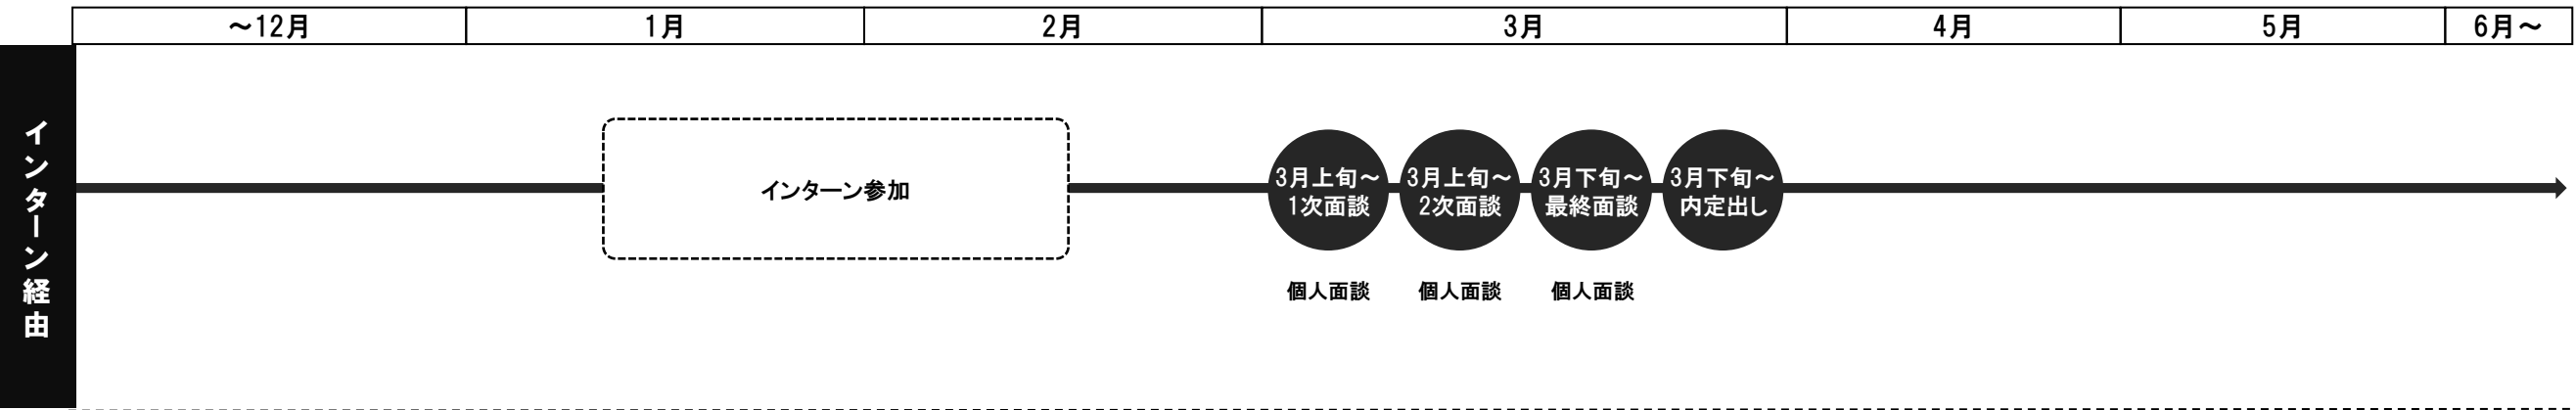 ～12月
1月
2月
3月
4月
5月
6月～
インターン経由
インターン参加
3月上旬～
1次面談
3月上旬～
2次面談
3月下旬～
最終面談
3月下旬～
内定出し
個人面談
個人面談
個人面談